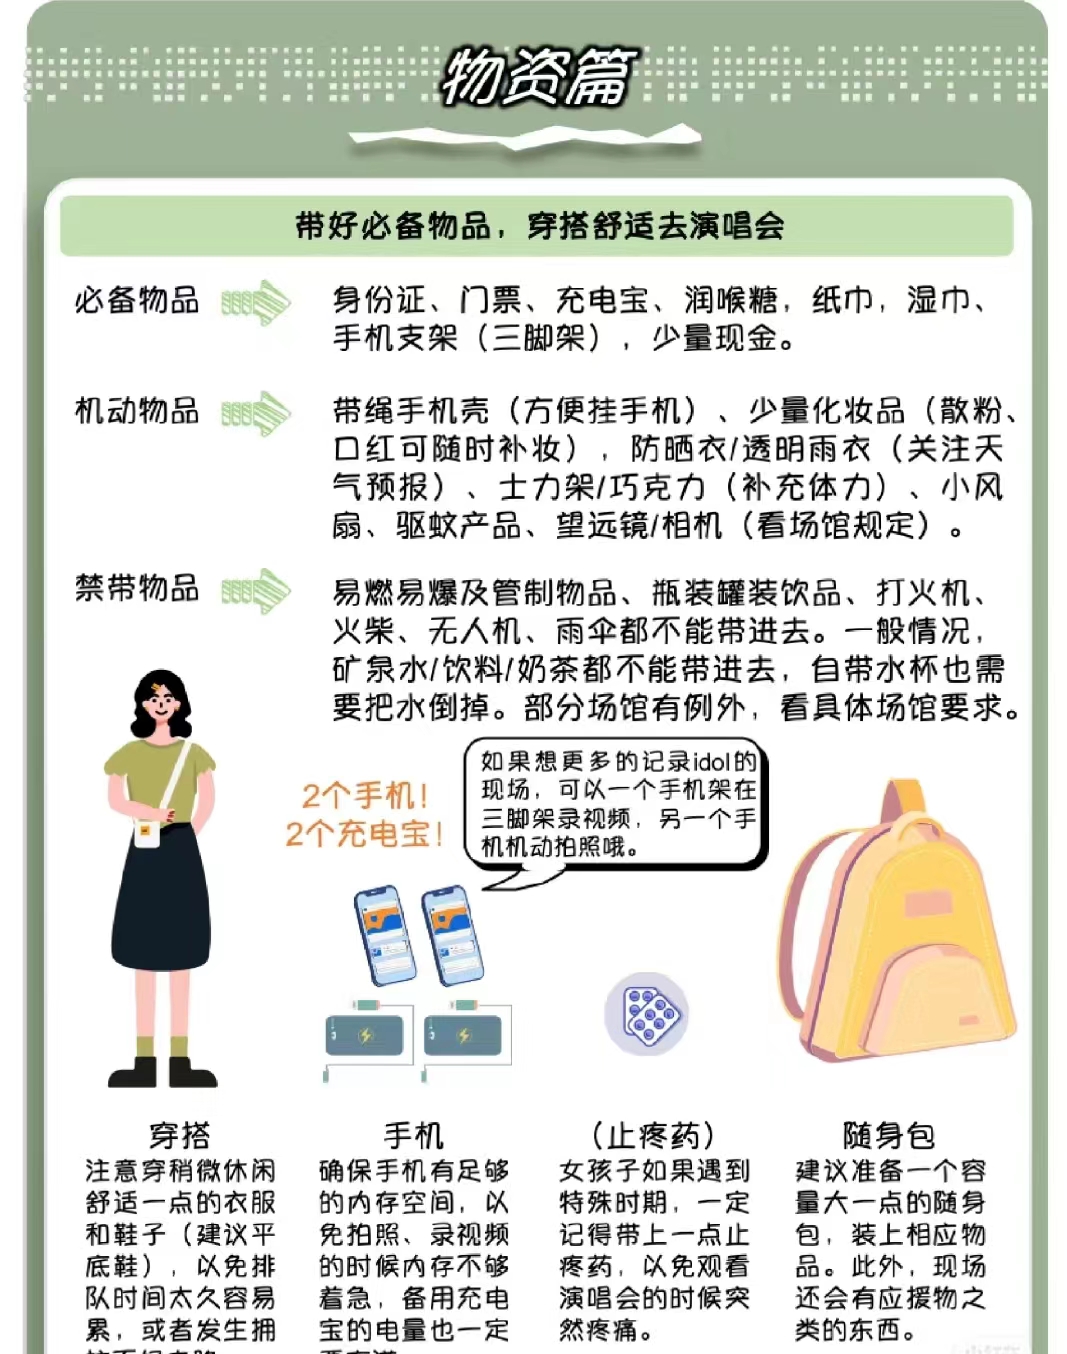 物资篇
带好必备物品，穿搭舒适去演唱会
必备物品
身份证、门票、充电宝、润喉糖，纸巾，湿巾、
手机支架（三脚架），少量现金。
机动物品
带绳手机壳（方便挂手机）、少量化妆品（散粉、
口红可随时补妆），防晒衣/透明雨衣（关注天
气预报）、士力架/巧克力（补充体力）、小风
扇、驱蚊产品、望远镜/相机（看场馆规定）。
禁带物品
易燃易爆及管制物品、瓶装罐装饮品、打火机、
火柴、无人机、雨伞都不能带进去。一般情况，
矿泉水/饮料/奶茶都不能带进去，自带水杯也需
要把水倒掉。部分场馆有例外，看具体场馆要求。
2个手机！
2个充电宝！
如果想更多的记录idol的
现场，可以一个手机架在
三脚架录视频，另一个手
机机动拍照哦。
穿搭
注意穿稍微休闲
舒适一点的衣服
和鞋子（建议平
底鞋），以免排
队时间太久容易
累，或者发生拥
手机
确保手机有足够
的内存空间，以
免拍照、录视频
的时候内存不够
着急，备用充电
宝的电量也一定
（止疼药）
女孩子如果遇到
特殊时期，一定
记得带上一点止
疼药，以免观看
演唱会的时候突
然疼痛。
随身包
建议准备一个容
量大一点的随身
包，装上相应物
品。此外，现场
还会有应援物之
类的东西。